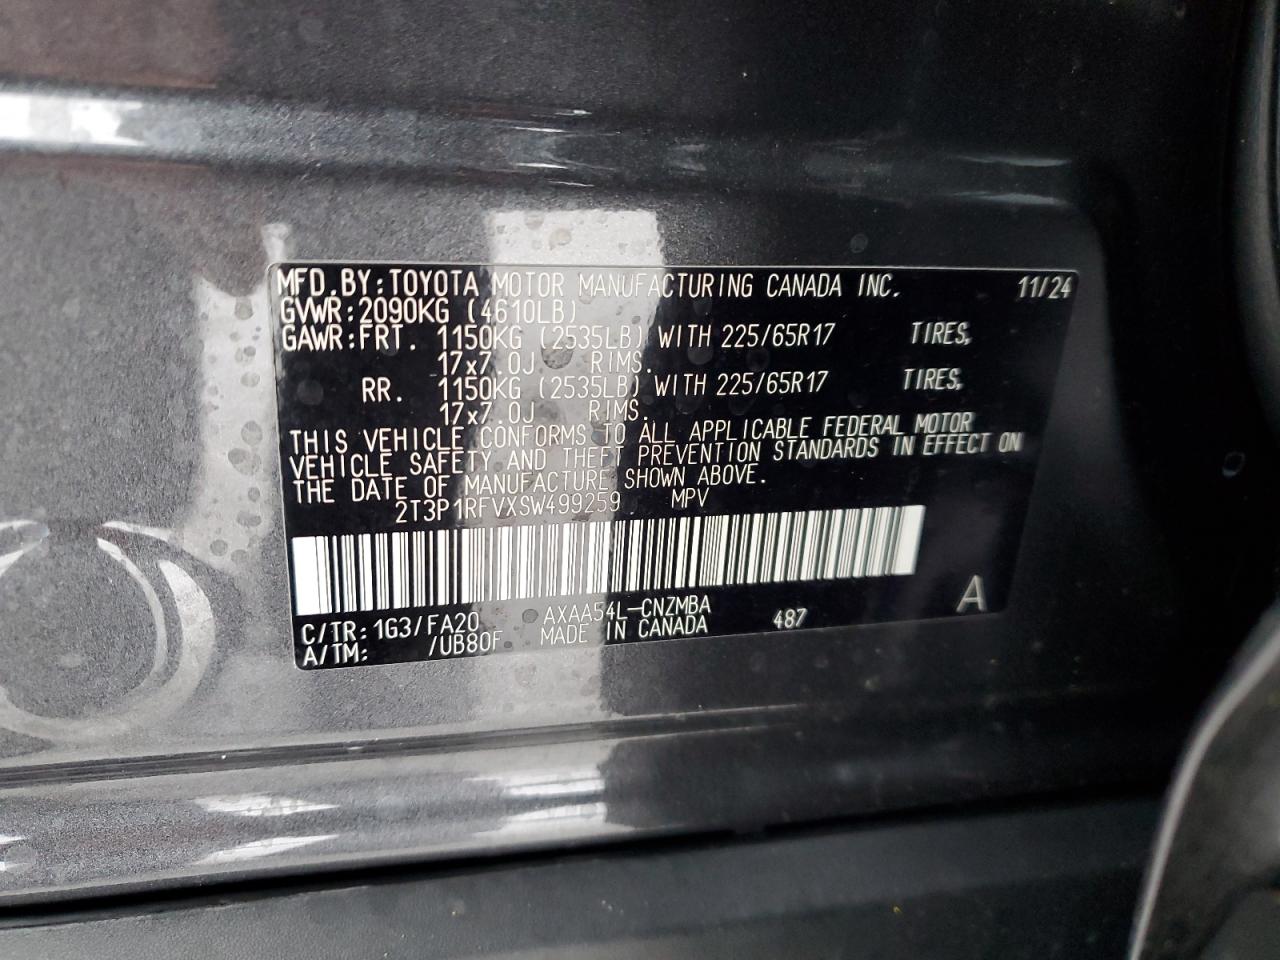 MFD.BY:TOYOTA MOTOR MANUFACTURING CANADA INC. 11/24
GVWR:2090KG (4610LB)
GAWR:FRT. 1150KG (2535LB) WITH 225/65R17 TIRES,
17x7.0J RIMS.
RR. 1150KG (2535LB) WITH 225/65R17 TIRES,
17x7.0J RIMS.
THIS VEHICLE CONFORMS TO ALL APPLICABLE FEDERAL MOTOR
VEHICLE SAFETY AND THEFT PREVENTION STANDARDS IN EFFECT ON
THE DATE OF MANUFACTURE SHOWN ABOVE.
2T3P1RFVXSW499259 MPV
C/TR:1G3/FA20 AXAA54L-CNZMBA 487 A
A/TM: /UB80F MADE IN CANADA